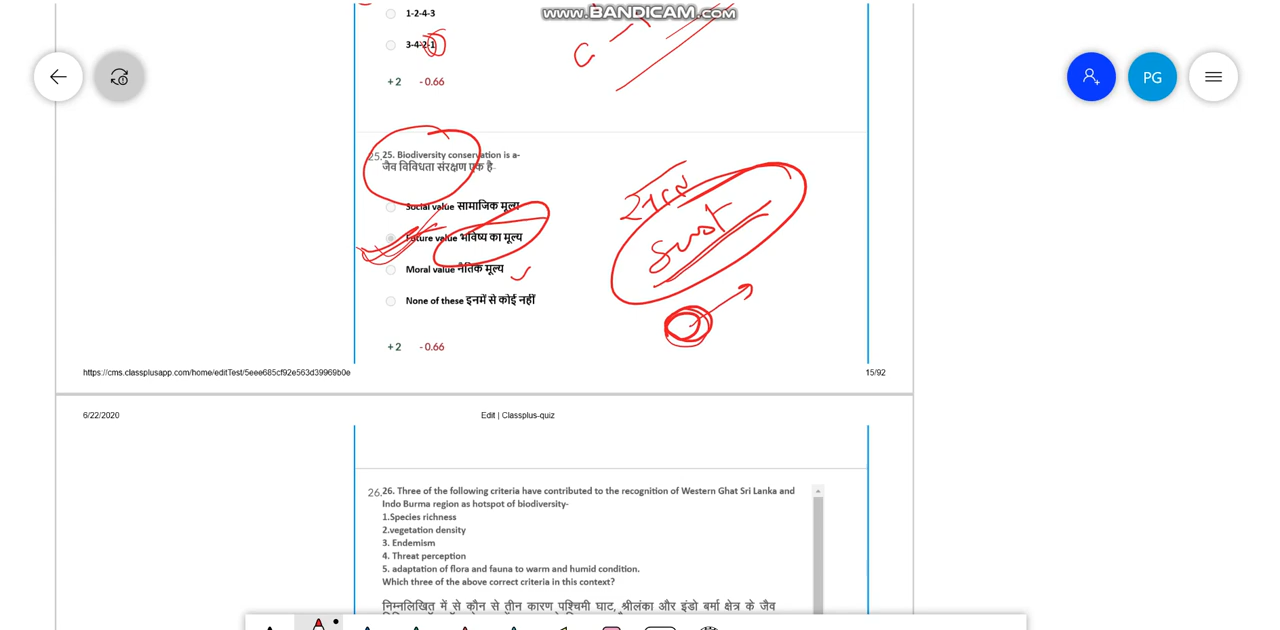 www.BANDICAM.com
1-2-4-3
3-4-2-1
+ 2 - 0.66
PG
25. 25. Biodiversity conservation is a-
जैव विविधता संरक्षण एक है-
Social value सामाजिक मूल्य
Future value भविष्य का मूल्य
Moral value नैतिक मूल्य
None of these इनमें से कोई नहीं
+ 2 - 0.66
https://cms.classplusapp.com/home/editTest/5eee685cf92e563d39969b0e 15/92
6/22/2020 Edit | Classplus-quiz
26. 26. Three of the following criteria have contributed to the recognition of Western Ghat Sri Lanka and
Indo Burma region as hotspot of biodiversity-
1.Species richness
2.vegetation density
3. Endemism
4. Threat perception
5. adaptation of flora and fauna to warm and humid condition.
Which three of the above correct criteria in this context?
निम्नलिखित में से कौन से तीन कारण पश्चिमी घाट, श्रीलंका और इंडो बर्मा क्षेत्र के जैव